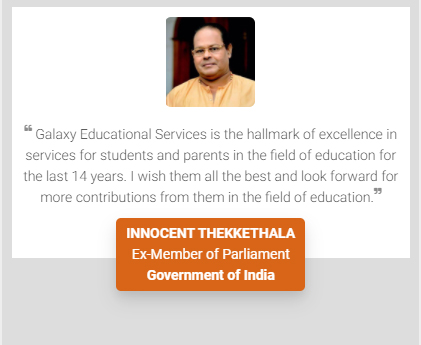 ❝ Galaxy Educational Services is the hallmark of excellence in
services for students and parents in the field of education for
the last 14 years. I wish them all the best and look forward for
more contributions from them in the field of education.❞
INNOCENT THEKKETHALA
Ex-Member of Parliament
Government of India